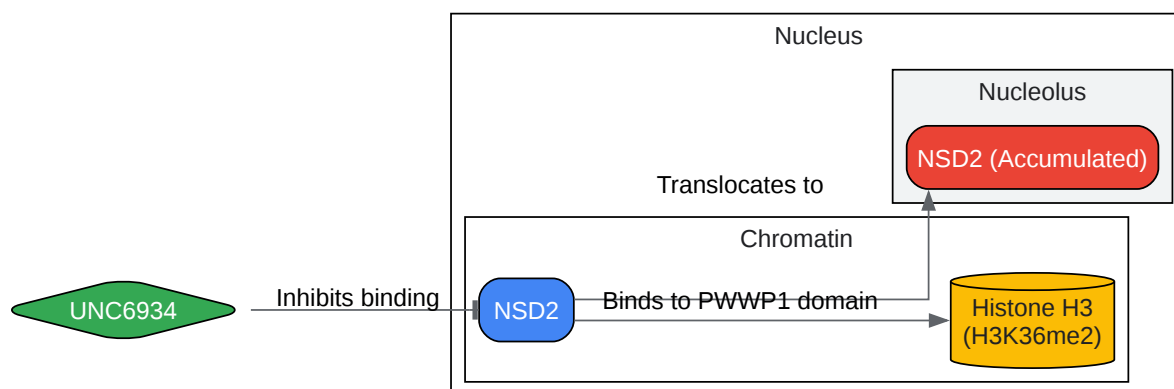 Nucleus
Nucleolus
NSD2 (Accumulated)
Translocates to
Chromatin
UNC6934
Inhibits binding
NSD2
Binds to PWWP1 domain
Histone H3
(H3K36me2)